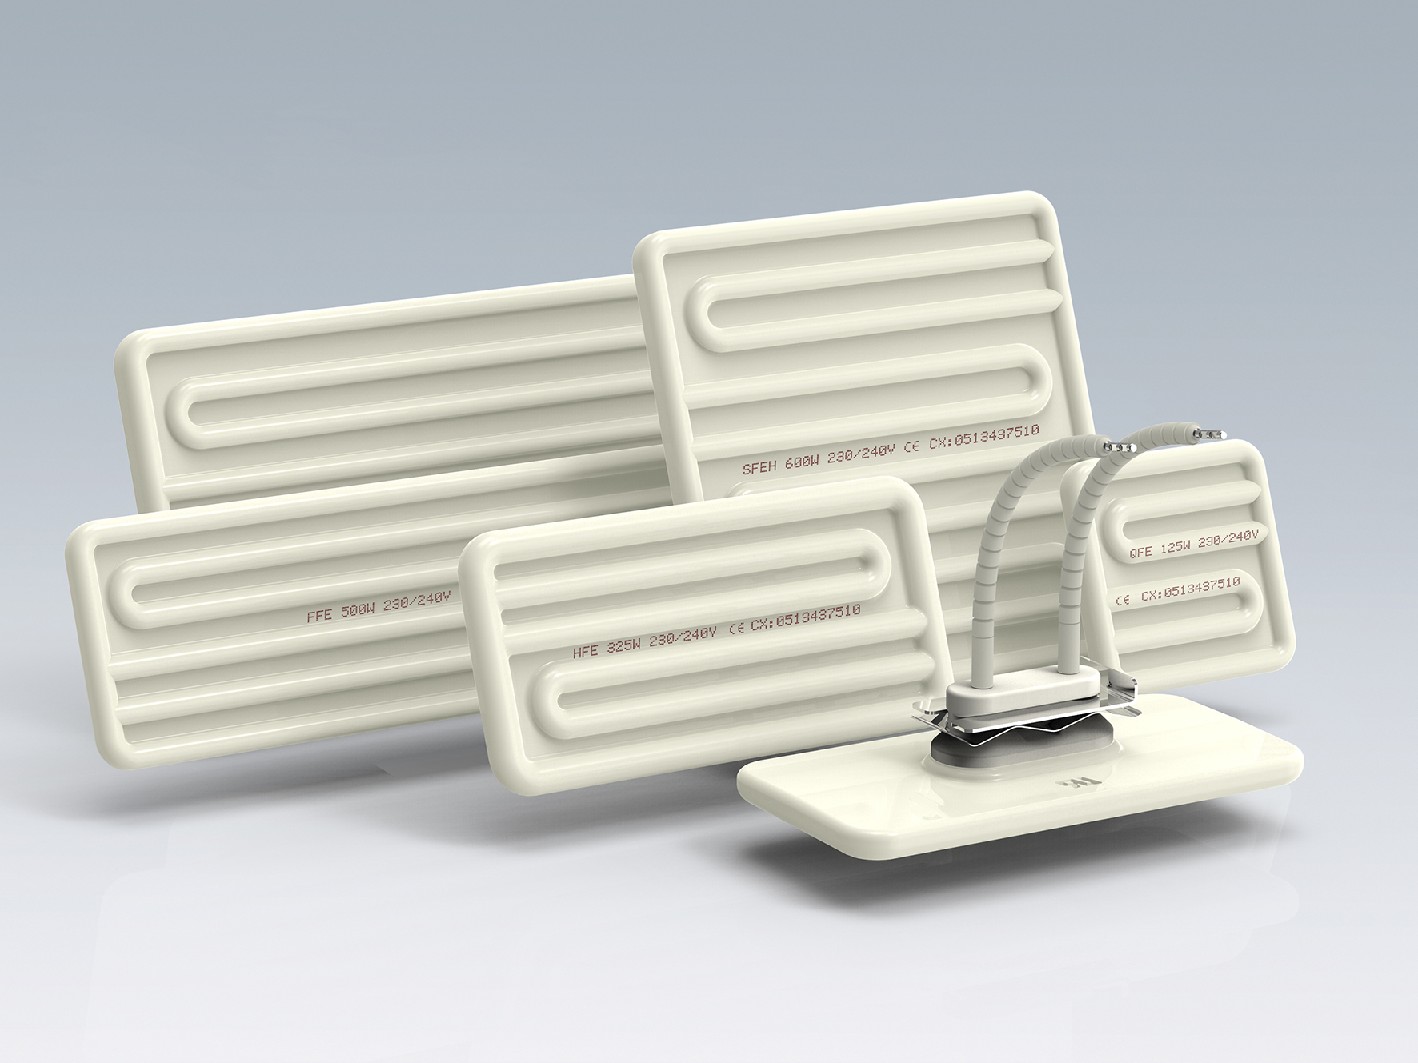 SFEH 600W 230/240V CE CX:0513437510
FFE 500W 230/240V
HFE 325W 230/240V CE CX:0513437510
QFE 125W 230/240V
CE CX:0513437510